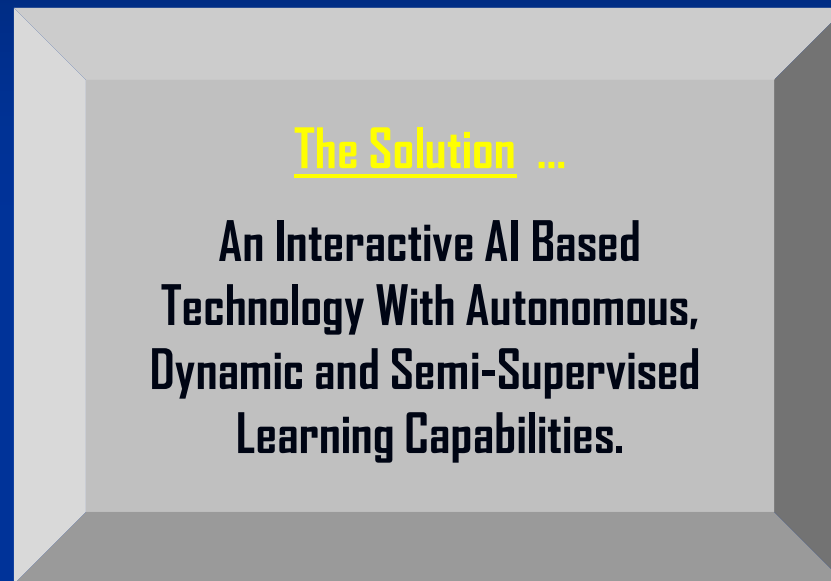 The Solution ...
An Interactive AI Based
Technology With Autonomous,
Dynamic and Semi-Supervised
Learning Capabilities.